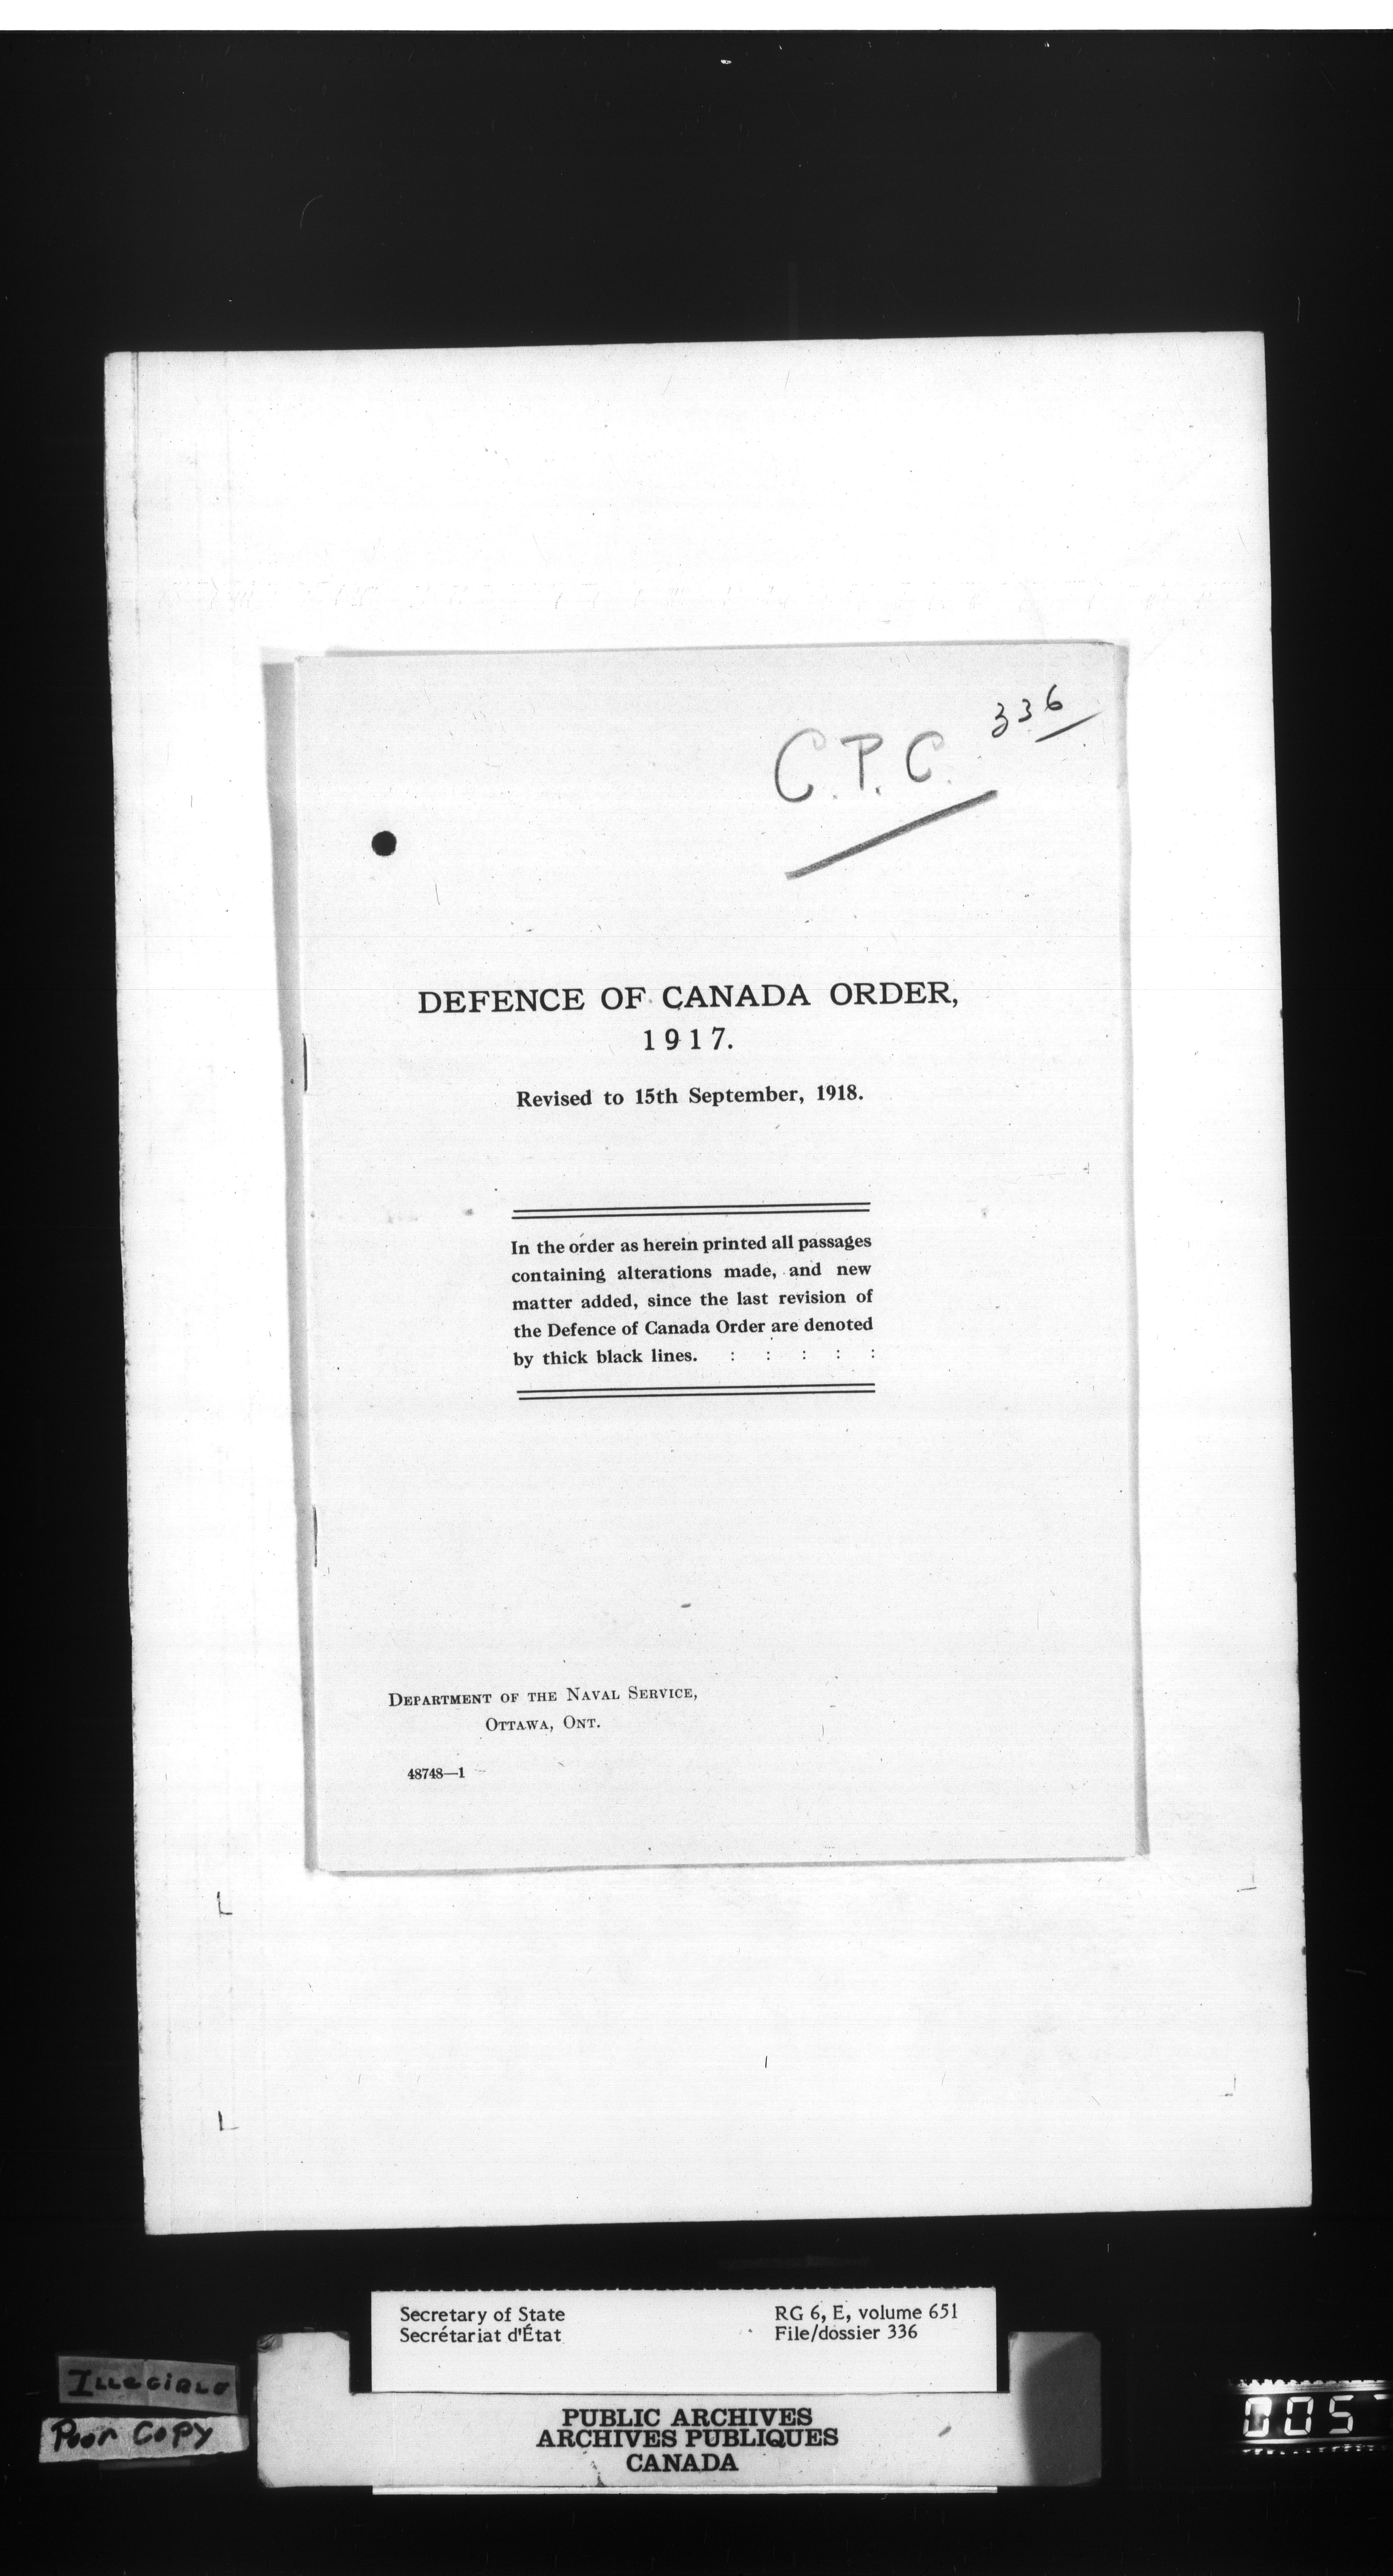 336
C.P.C.
DEFENCE OF CANADA ORDER,
1917.
Revised to 15th September, 1918.
In the order as herein printed all passages
containing alterations made, and new
matter added, since the last revision of
the Defence of Canada Order are denoted
by thick black lines. : : : : :
DEPARTMENT OF THE NAVAL SERVICE,
OTTAWA, ONT.
48748—1
Secretary of State
Secrétariat d'État
RG 6, E, volume 651
File/dossier 336
Illegible
Poor Copy
PUBLIC ARCHIVES
ARCHIVES PUBLIQUES
CANADA
005